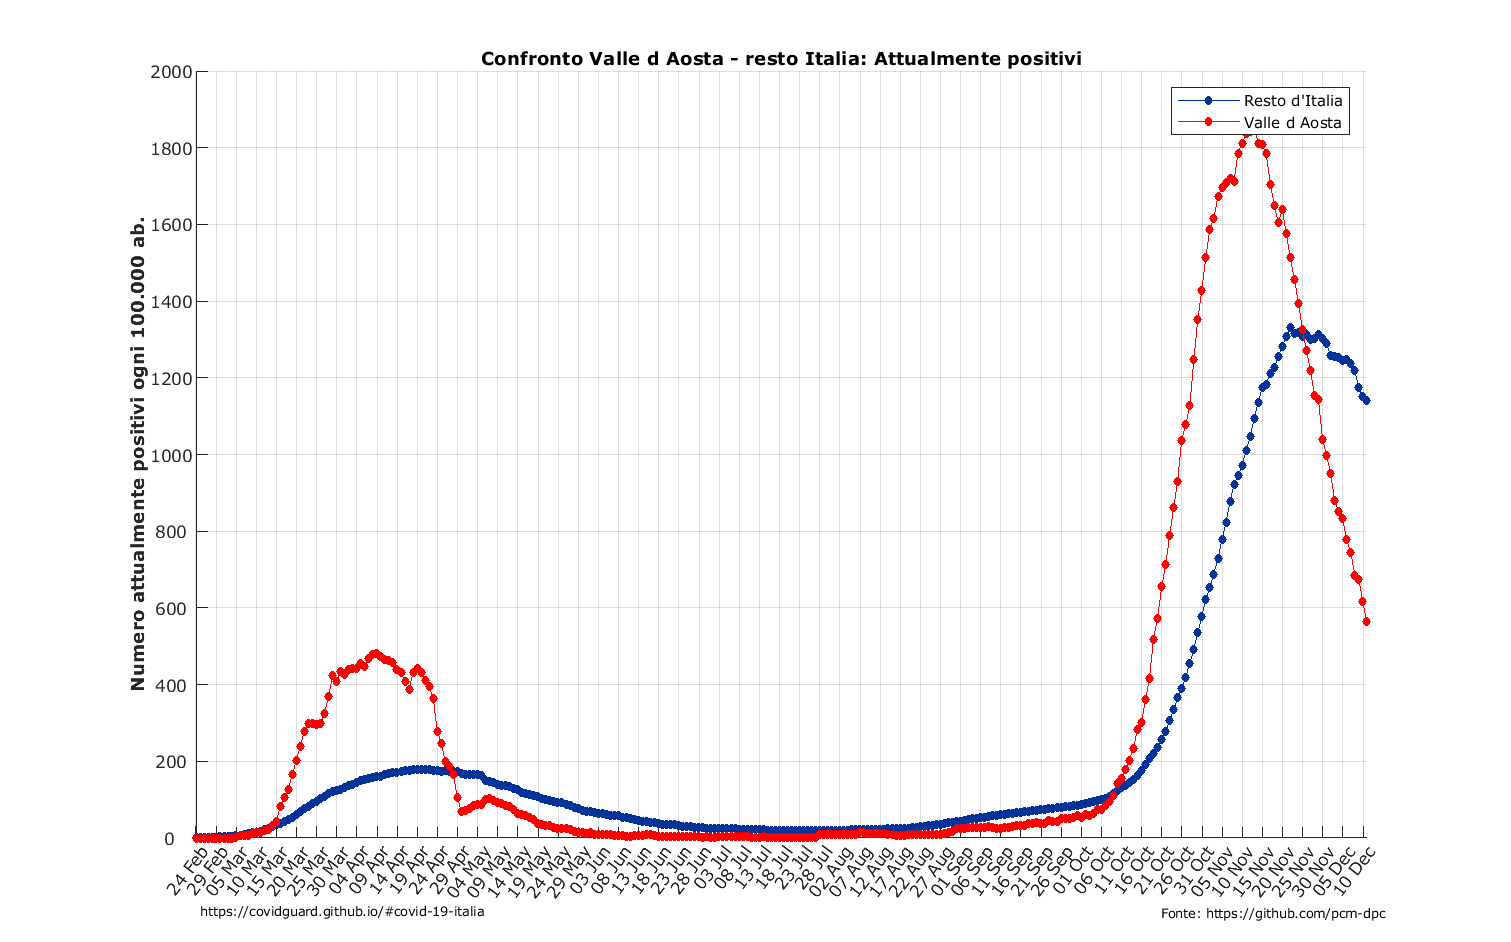 Confronto Valle d Aosta - resto Italia: Attualmente positivi
Resto d'Italia
Valle d Aosta
Numero attualmente positivi ogni 100.000 ab.
2000
1800
1600
1400
1200
1000
800
600
400
200
0
24 Feb
29 Feb
05 Mar
10 Mar
15 Mar
20 Mar
25 Mar
30 Mar
04 Apr
09 Apr
14 Apr
19 Apr
24 Apr
29 Apr
04 May
09 May
14 May
19 May
24 May
29 May
03 Jun
08 Jun
13 Jun
18 Jun
23 Jun
28 Jun
03 Jul
08 Jul
13 Jul
18 Jul
23 Jul
28 Jul
02 Aug
07 Aug
12 Aug
17 Aug
22 Aug
27 Aug
01 Sep
06 Sep
11 Sep
16 Sep
21 Sep
26 Sep
01 Oct
06 Oct
11 Oct
16 Oct
21 Oct
26 Oct
31 Oct
05 Nov
10 Nov
15 Nov
20 Nov
25 Nov
30 Nov
05 Dec
10 Dec
https://covidguard.github.io/#covid-19-italia
Fonte: https://github.com/pcm-dpc